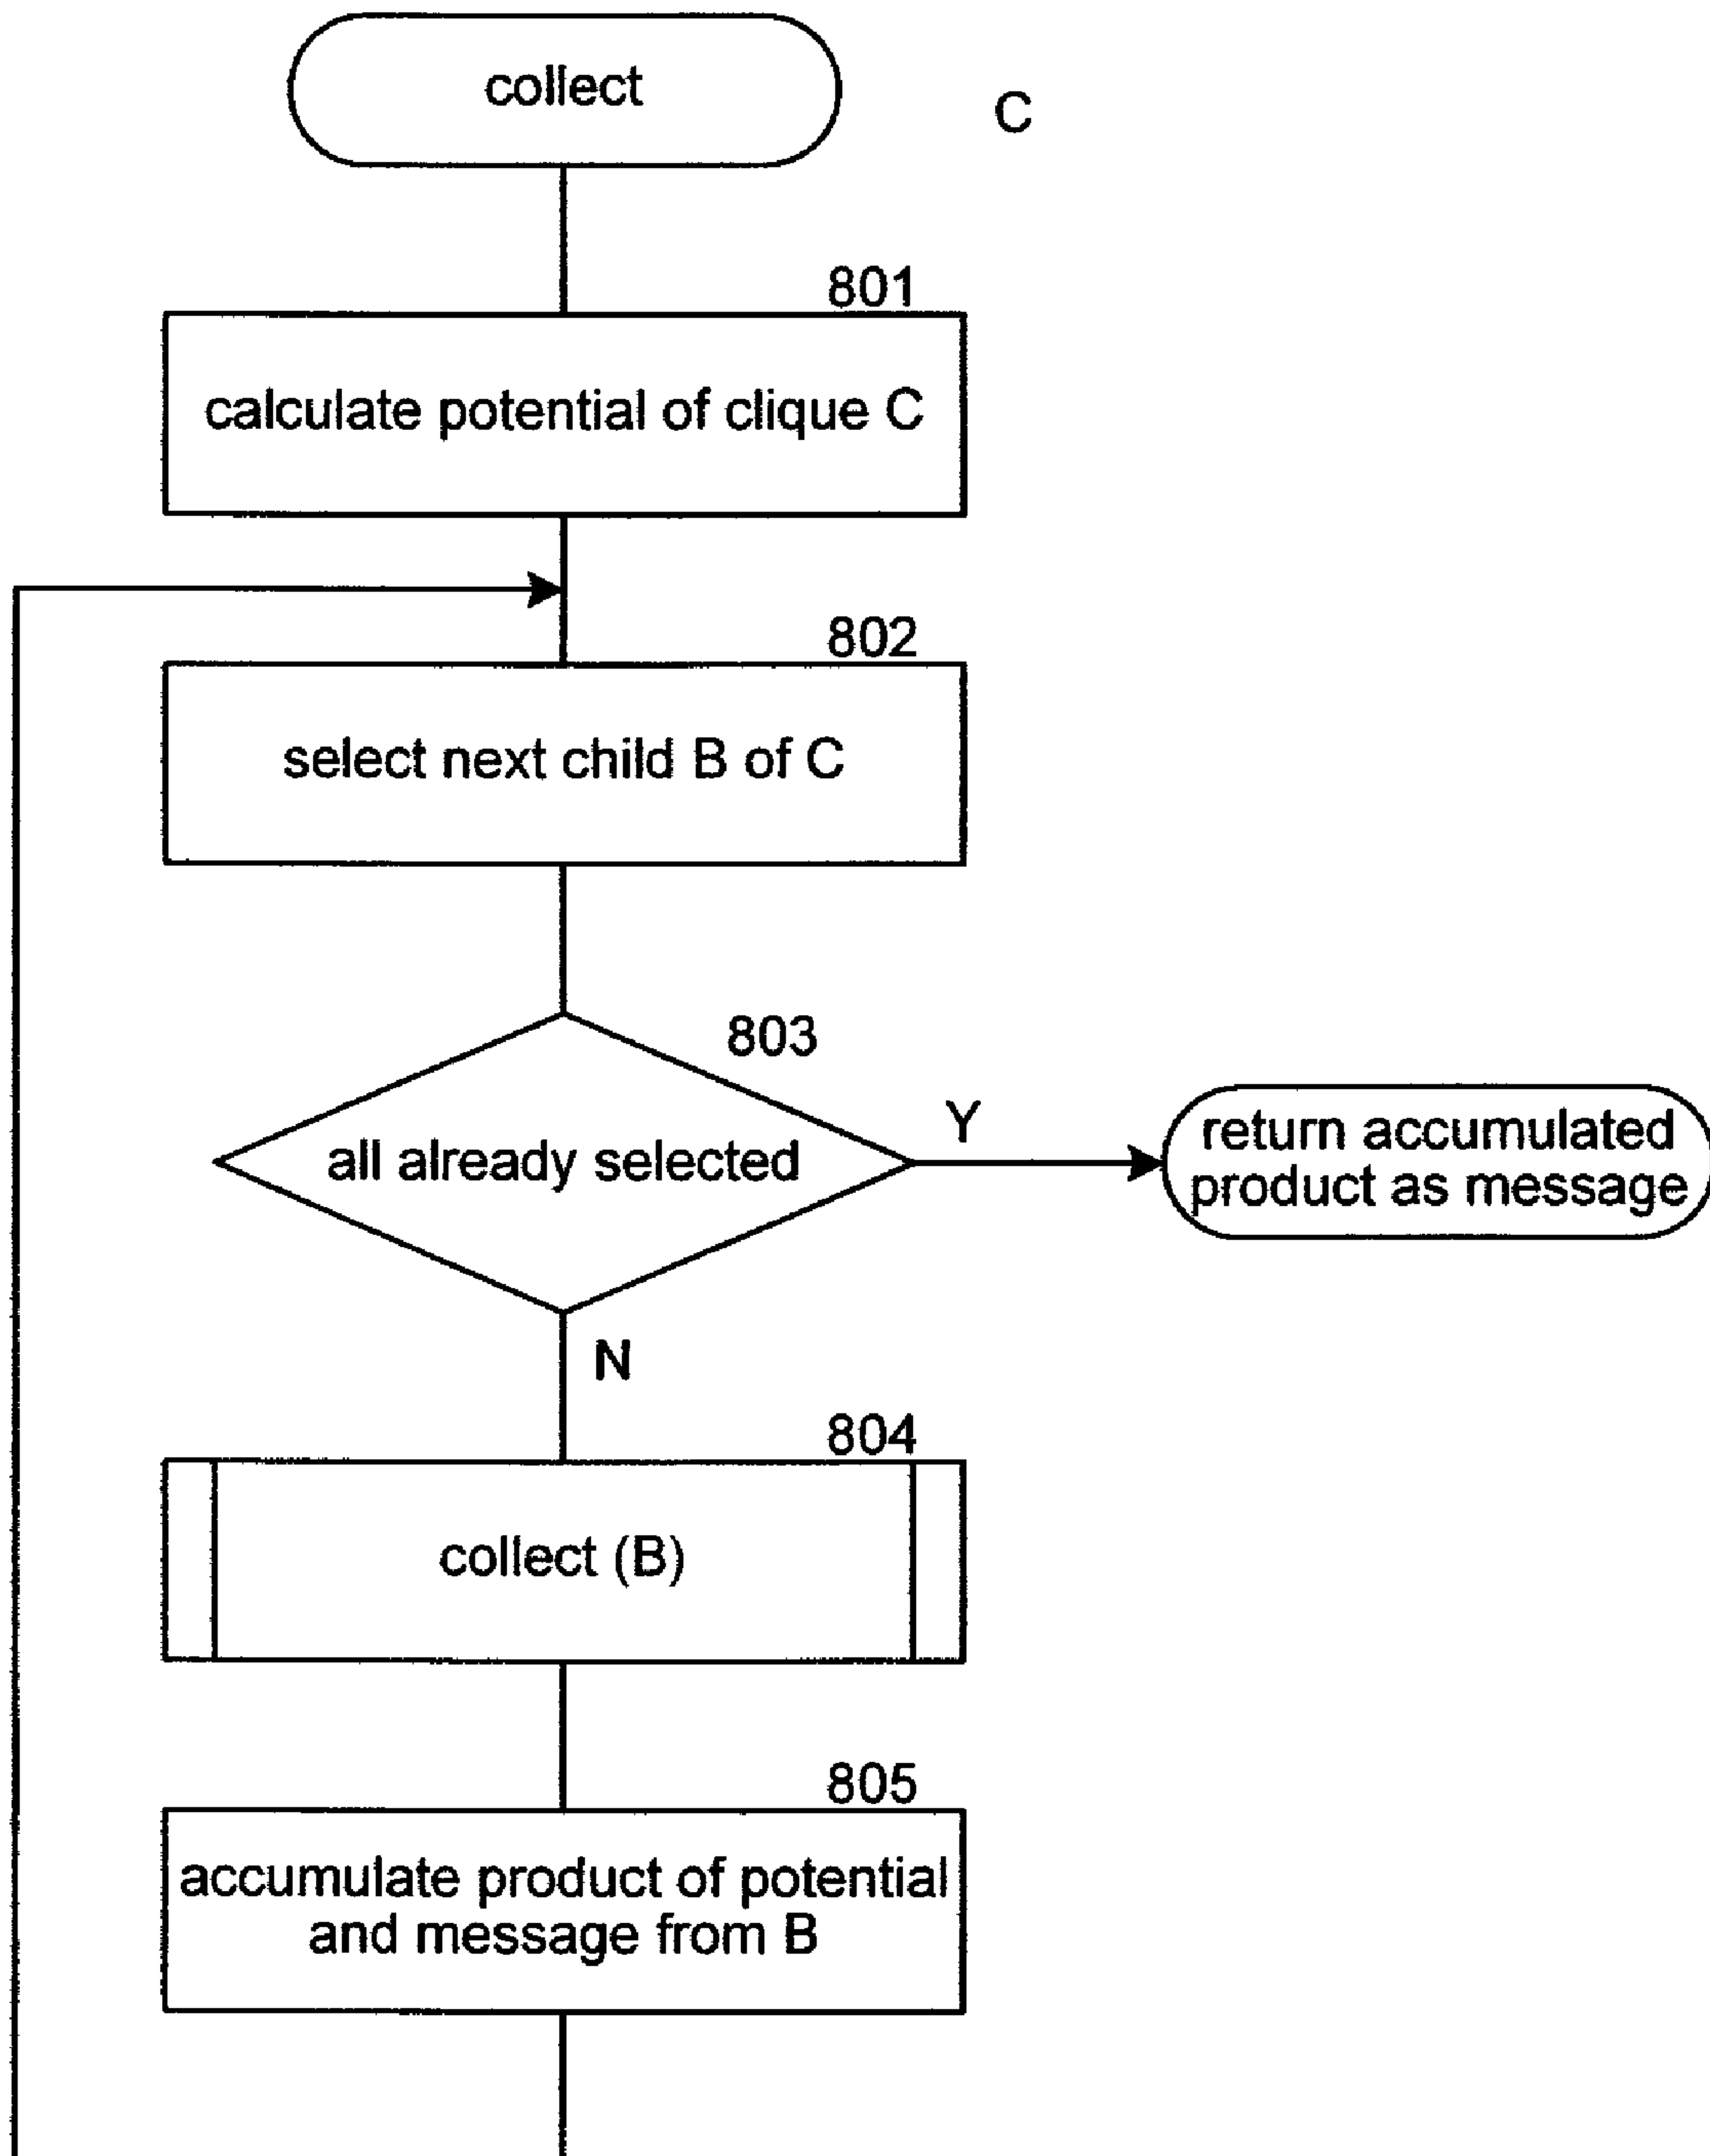 collect
C
801
calculate potential of clique C
802
select next child B of C
803
all already selected
Y
return accumulated
product as message
N
804
collect (B)
805
accumulate product of potential
and message from B